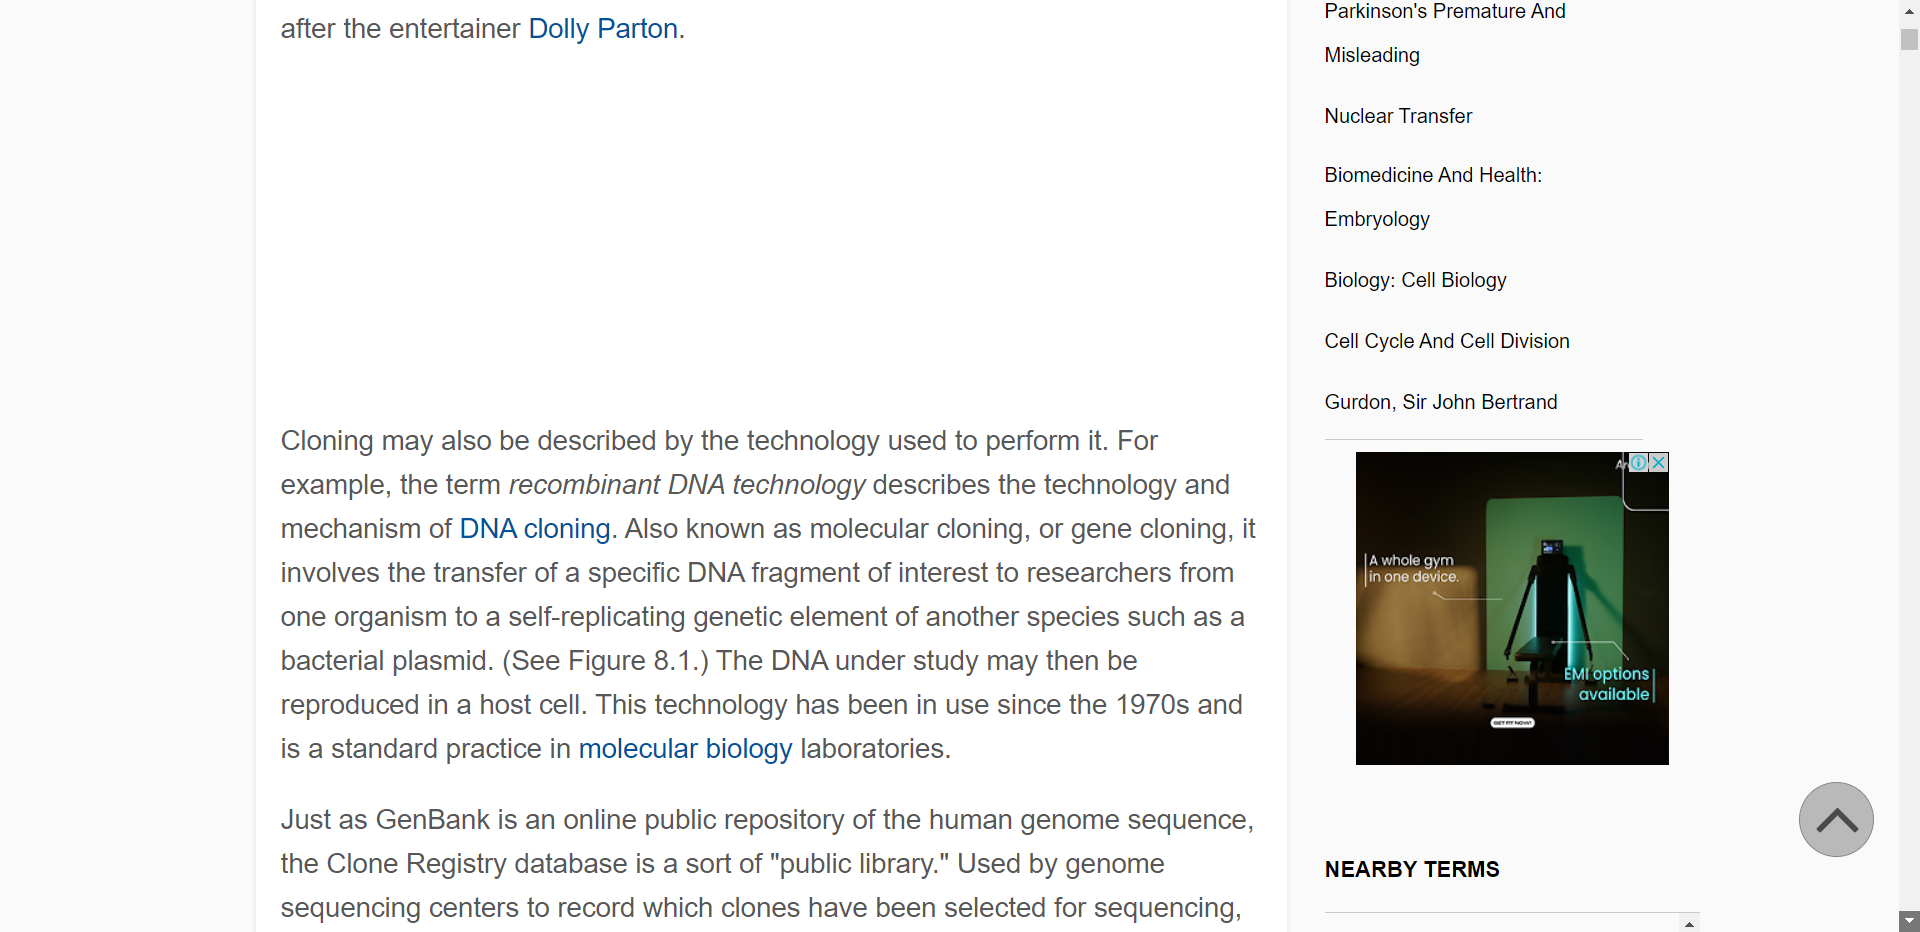 after the entertainer Dolly Parton.
Cloning may also be described by the technology used to perform it. For
example, the term recombinant DNA technology describes the technology and
mechanism of DNA cloning. Also known as molecular cloning, or gene cloning, it
involves the transfer of a specific DNA fragment of interest to researchers from
one organism to a self-replicating genetic element of another species such as a
bacterial plasmid. (See Figure 8.1.) The DNA under study may then be
reproduced in a host cell. This technology has been in use since the 1970s and
is a standard practice in molecular biology laboratories.
Just as GenBank is an online public repository of the human genome sequence,
the Clone Registry database is a sort of "public library." Used by genome
sequencing centers to record which clones have been selected for sequencing,
Parkinson's Premature And
Misleading
Nuclear Transfer
Biomedicine And Health:
Embryology
Biology: Cell Biology
Cell Cycle And Cell Division
Gurdon, Sir John Bertrand
A whole gym
in one device.
EMI options
available
GET FIT NOW!
NEARBY TERMS